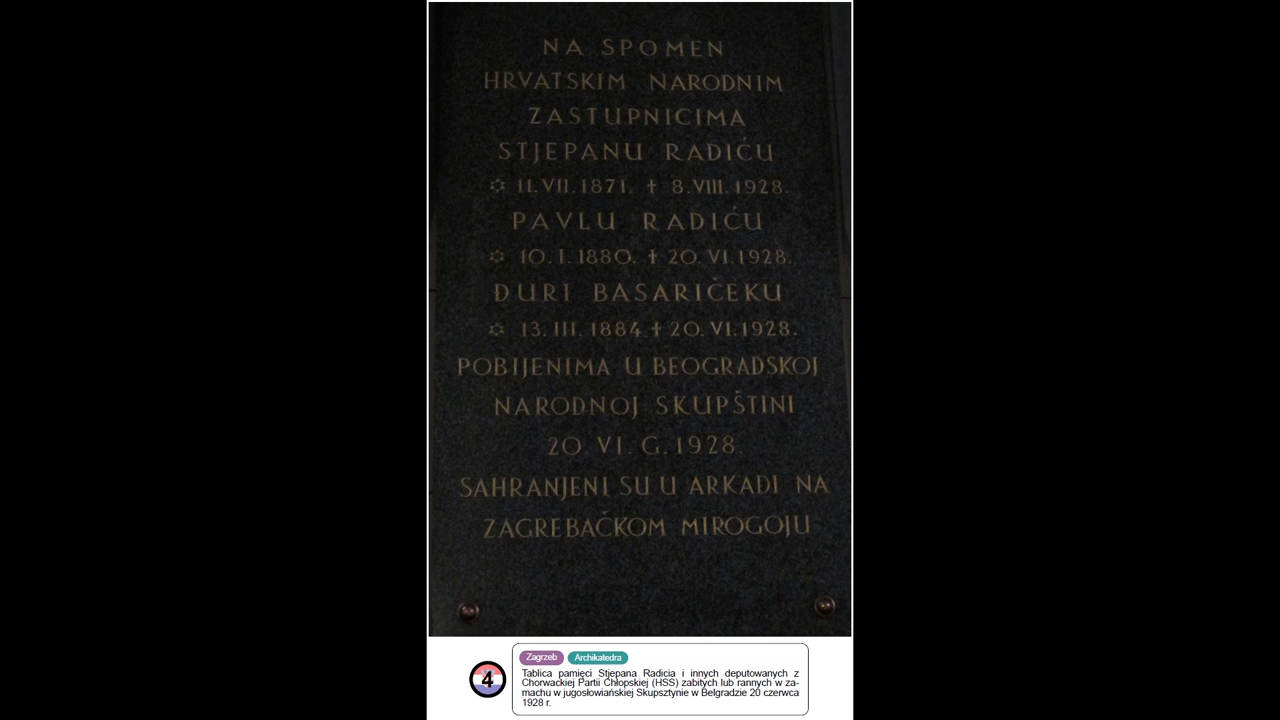 NA SPOMEN
HRVATSKIM NARODNIM
ZASTUPNICIMA
STJEPANU RADIĆU
✡ 11.VII.1871. † 8.VIII.1928.
PAVLU RADIĆU
✡ 10.I.1880. † 20.VI.1928.
ĐURI BASARIČEKU
✡ 13.III.1884 † 20.VI.1928.
POBIJENIMA U BEOGRADSKOJ
NARODNOJ SKUPŠTINI
20.VI.G.1928.
SAHRANJENI SU U ARKADI NA
ZAGREBAČKOM MIROGOJU
4
Zagrzeb Archikatedra
Tablica pamięci Stjepana Radicia i innych deputowanych z
Chorwackiej Partii Chłopskiej (HSS) zabitych lub rannych w za-
machu w jugosłowiańskiej Skupsztynie w Belgradzie 20 czerwca
1928 r.